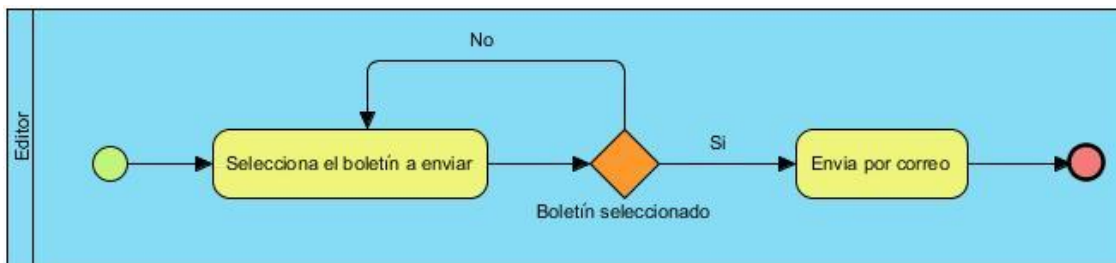 Editor
No
Selecciona el boletín a enviar
Boletín seleccionado
Si
Envia por correo